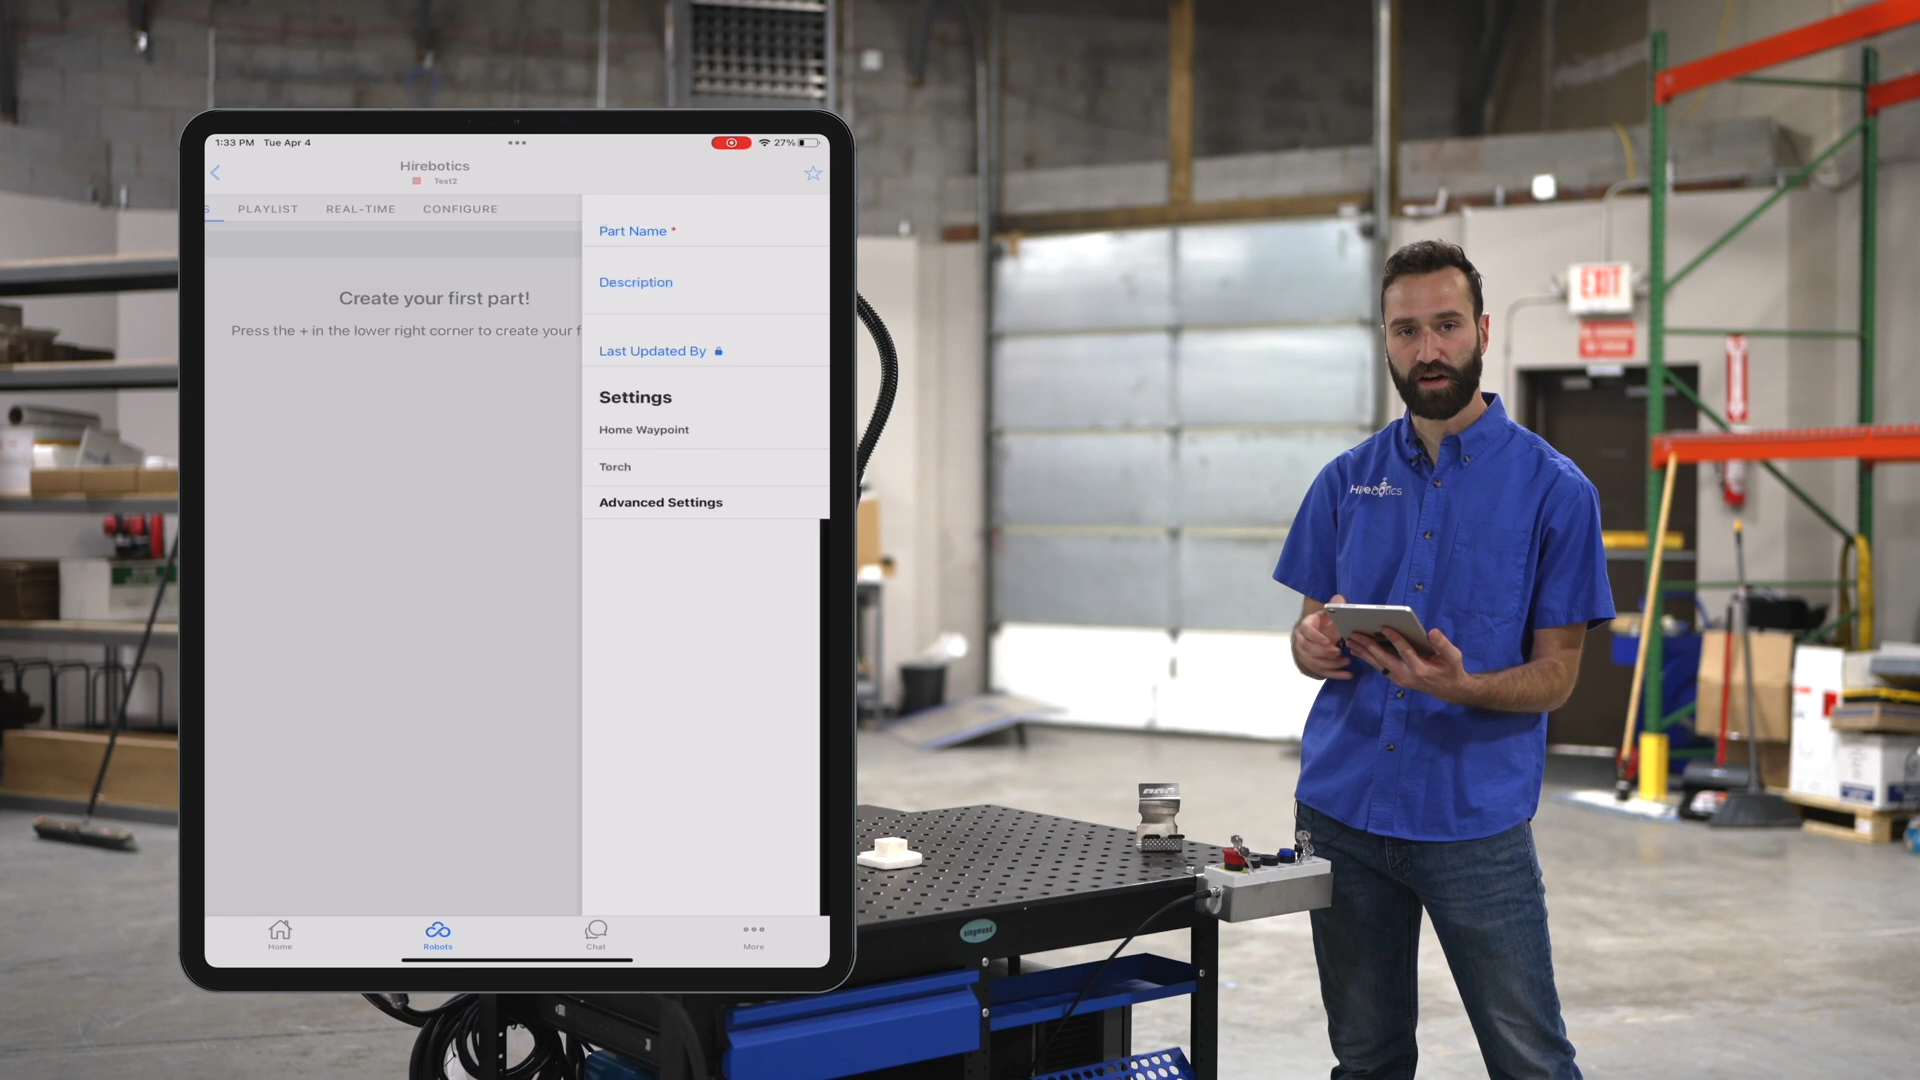 1:33 PM Tue Apr 4
27%
Hirebotics
Test2
S PLAYLIST REAL-TIME CONFIGURE
Part Name *
Create your first part!
Description
Press the + in the lower right corner to create your f
Last Updated By
Settings
Home Waypoint
Torch
Advanced Settings
Home
Robots
Chat
More
EXIT
Hirebotics
siegmund